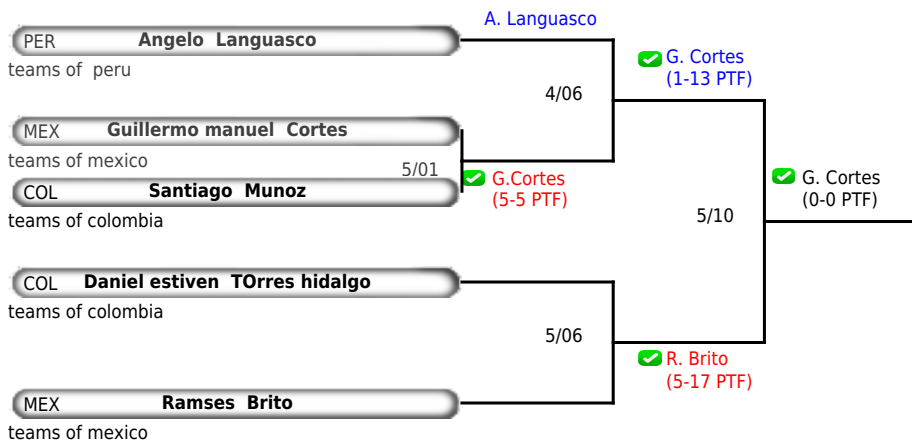 A. Languasco
PER Angelo Languasco
teams of peru
G. Cortes
(1-13 PTF)
4/06
MEX Guillermo manuel Cortes
teams of mexico
5/01
COL Santiago Munoz
teams of colombia
G.Cortes
(5-5 PTF)
G. Cortes
(0-0 PTF)
5/10
COL Daniel estiven TOrres hidalgo
teams of colombia
5/06
R. Brito
(5-17 PTF)
MEX Ramses Brito
teams of mexico